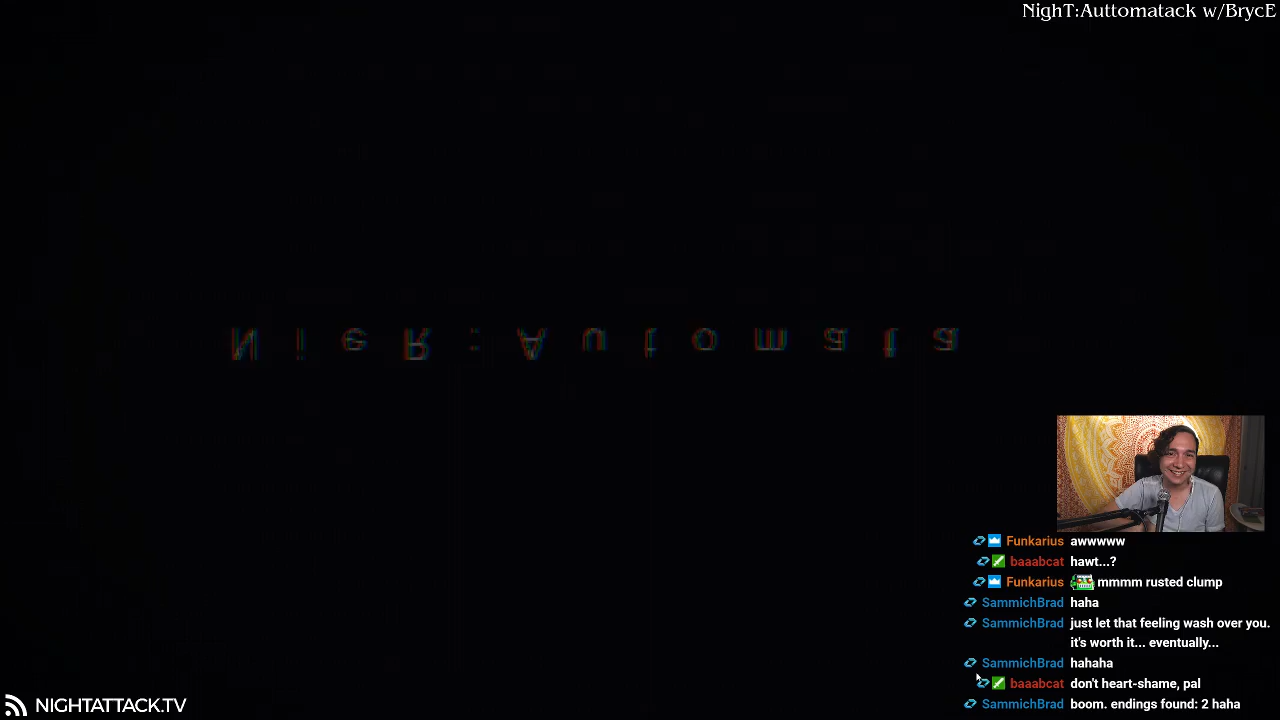 NighT:Auttomatack w/BrycE
NieR:Automata
Funkarius awwwww
baaabcat hawt...?
Funkarius mmmm rusted clump
SammichBrad haha
SammichBrad just let that feeling wash over you.
it's worth it... eventually...
SammichBrad hahaha
baaabcat don't heart-shame, pal
SammichBrad boom. endings found: 2 haha
NIGHTATTACK.TV